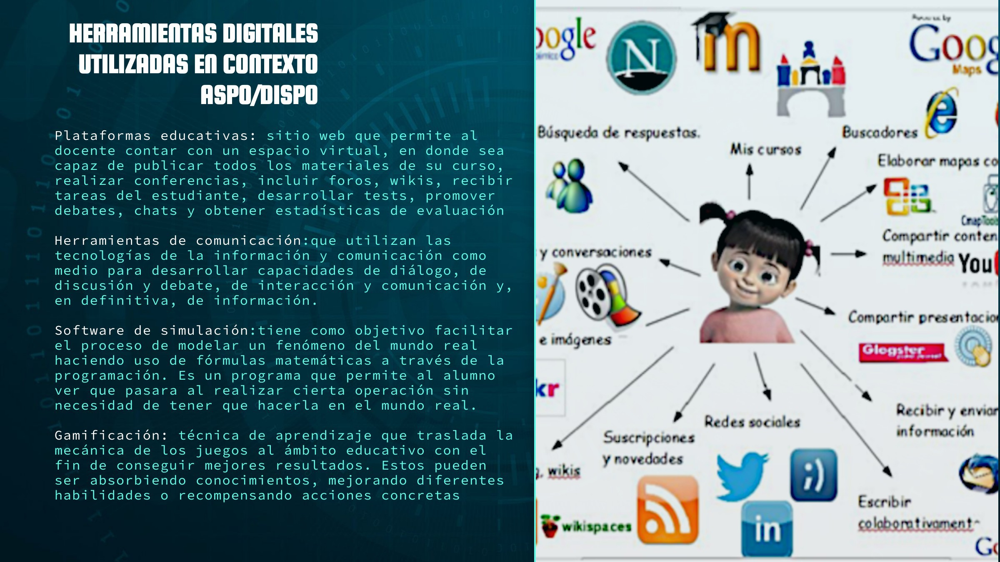 HERRAMIENTAS DIGITALES
UTILIZADAS EN CONTEXTO
ASPO/DISPO
Plataformas educativas: sitio web que permite al
docente contar con un espacio virtual, en donde sea
capaz de publicar todos los materiales de su curso,
realizar conferencias, incluir foros, wikis, recibir
tareas del estudiante, desarrollar tests, promover
debates, chats y obtener estadísticas de evaluación
Herramientas de comunicación:que utilizan las
tecnologías de la información y comunicación como
medio para desarrollar capacidades de diálogo, de
discusión y debate, de interacción y comunicación y,
en definitiva, de información.
Software de simulación:tiene como objetivo facilitar
el proceso de modelar un fenómeno del mundo real
haciendo uso de fórmulas matemáticas a través de la
programación. Es un programa que permite al alumno
ver que pasara al realizar cierta operación sin
necesidad de tener que hacerla en el mundo real.
Gamificación: técnica de aprendizaje que traslada la
mecánica de los juegos al ámbito educativo con el
fin de conseguir mejores resultados. Estos pueden
ser absorbiendo conocimientos, mejorando diferentes
habilidades o recompensando acciones concretas
oogle
N
m
Goog
Maps
Búsqueda de respuestas.
Mis cursos
Buscadores
Elaborar mapas co
CmapTools
Compartir conten
multimedia
You
y conversaciones
e imágenes
Compartir presentacion
Glogster
kr
Recibir y enviar
información
Redes sociales
Suscripciones
y novedades
, wikis
wikispaces
in
Escribir
colaborativament
Go